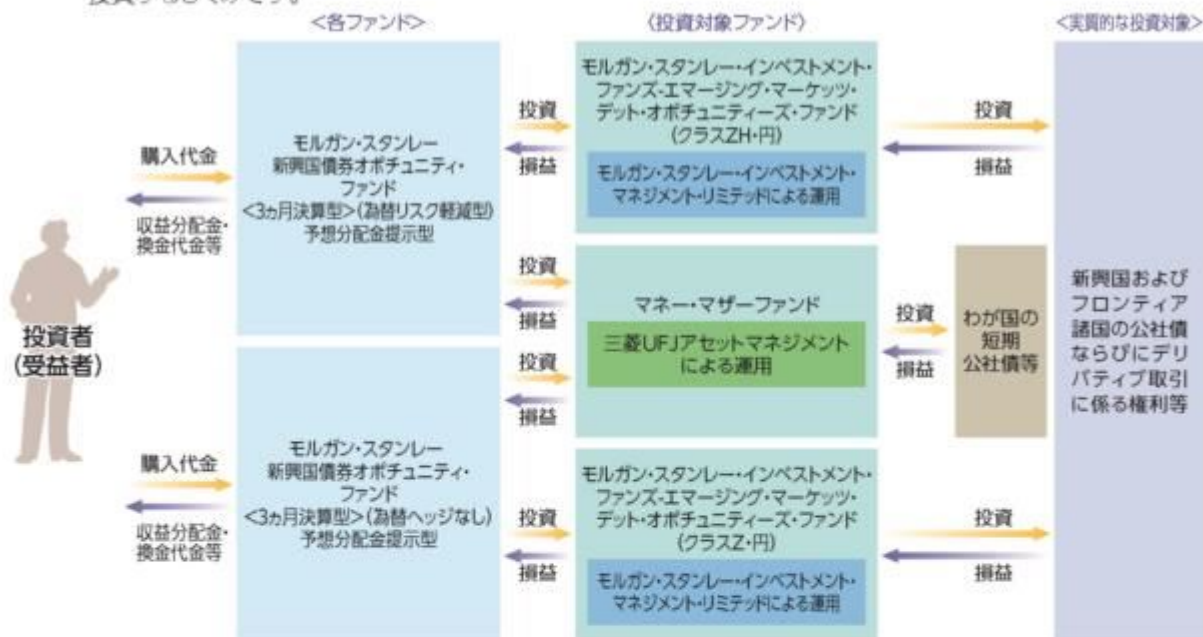 投資するしくみです。
<各ファンド>
〈投資対象ファンド〉
<実質的な投資対象>
投資者
(受益者)
購入代金
収益分配金・
換金代金等
モルガン・スタンレー
新興国債券オポチュニティ・
ファンド
<3ヵ月決算型>(為替リスク軽減型)
予想分配金提示型
投資
損益
モルガン・スタンレー・インベストメント・
ファンズ-エマージング・マーケッツ・
デット・オポチュニティーズ・ファンド
(クラスZH・円)
モルガン・スタンレー・インベストメント・
マネジメント・リミテッドによる運用
投資
損益
投資
損益
マネー・マザーファンド
三菱UFJアセットマネジメント
による運用
投資
損益
わが国の
短期
公社債等
投資
損益
新興国および
フロンティア
諸国の公社債
ならびにデリ
バティブ取引
に係る権利等
購入代金
収益分配金・
換金代金等
モルガン・スタンレー
新興国債券オポチュニティ・
ファンド
<3ヵ月決算型>(為替ヘッジなし)
予想分配金提示型
投資
損益
モルガン・スタンレー・インベストメント・
ファンズ-エマージング・マーケッツ・
デット・オポチュニティーズ・ファンド
(クラスZ・円)
モルガン・スタンレー・インベストメント・
マネジメント・リミテッドによる運用
投資
損益